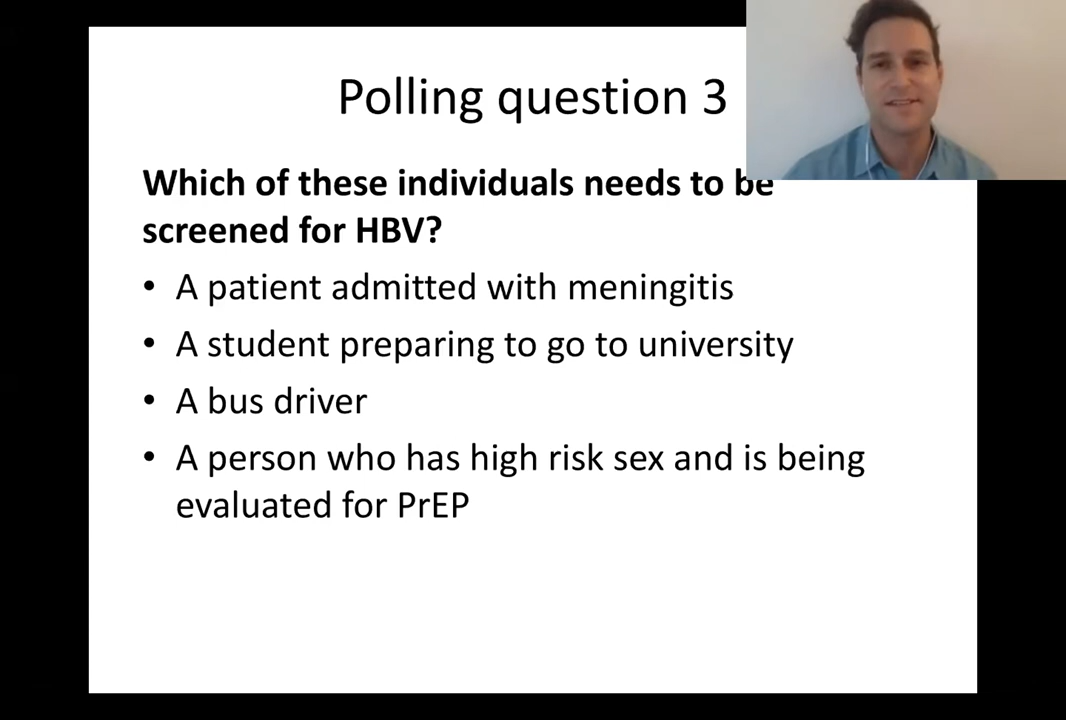 Polling question 3
Which of these individuals needs to be
screened for HBV?
• A patient admitted with meningitis
• A student preparing to go to university
• A bus driver
• A person who has high risk sex and is being
evaluated for PrEP